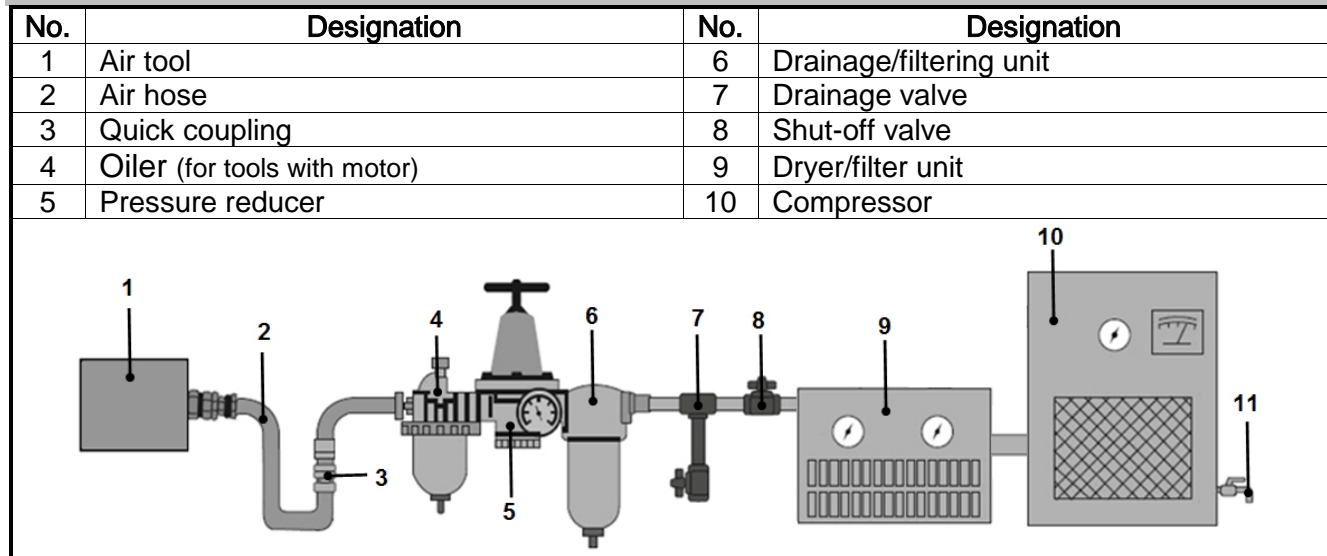 No. Designation No. Designation
1 Air tool 6 Drainage/filtering unit
2 Air hose 7 Drainage valve
3 Quick coupling 8 Shut-off valve
4 Oiler (for tools with motor) 9 Dryer/filter unit
5 Pressure reducer 10 Compressor
10
1
2
4
6
7
8
9
11
3
5